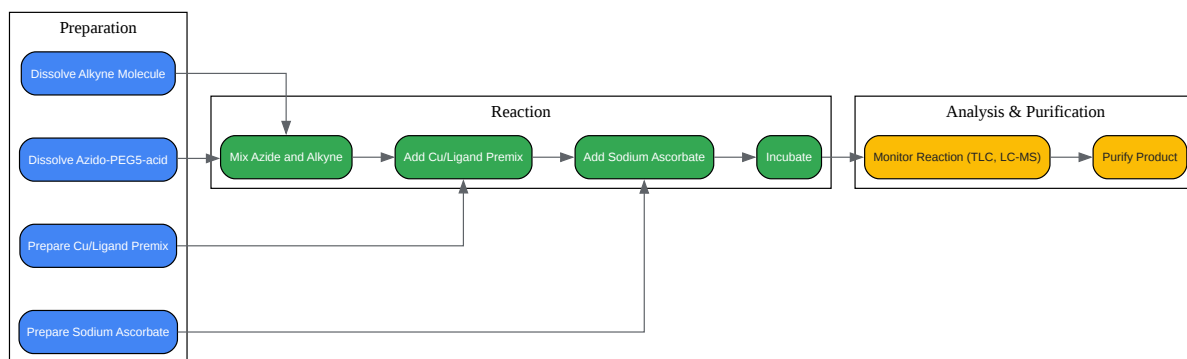 Preparation
Dissolve Alkyne Molecule
Dissolve Azido-PEG5-acid
Prepare Cu/Ligand Premix
Prepare Sodium Ascorbate
Reaction
Mix Azide and Alkyne
Add Cu/Ligand Premix
Add Sodium Ascorbate
Incubate
Analysis & Purification
Monitor Reaction (TLC, LC-MS)
Purify Product